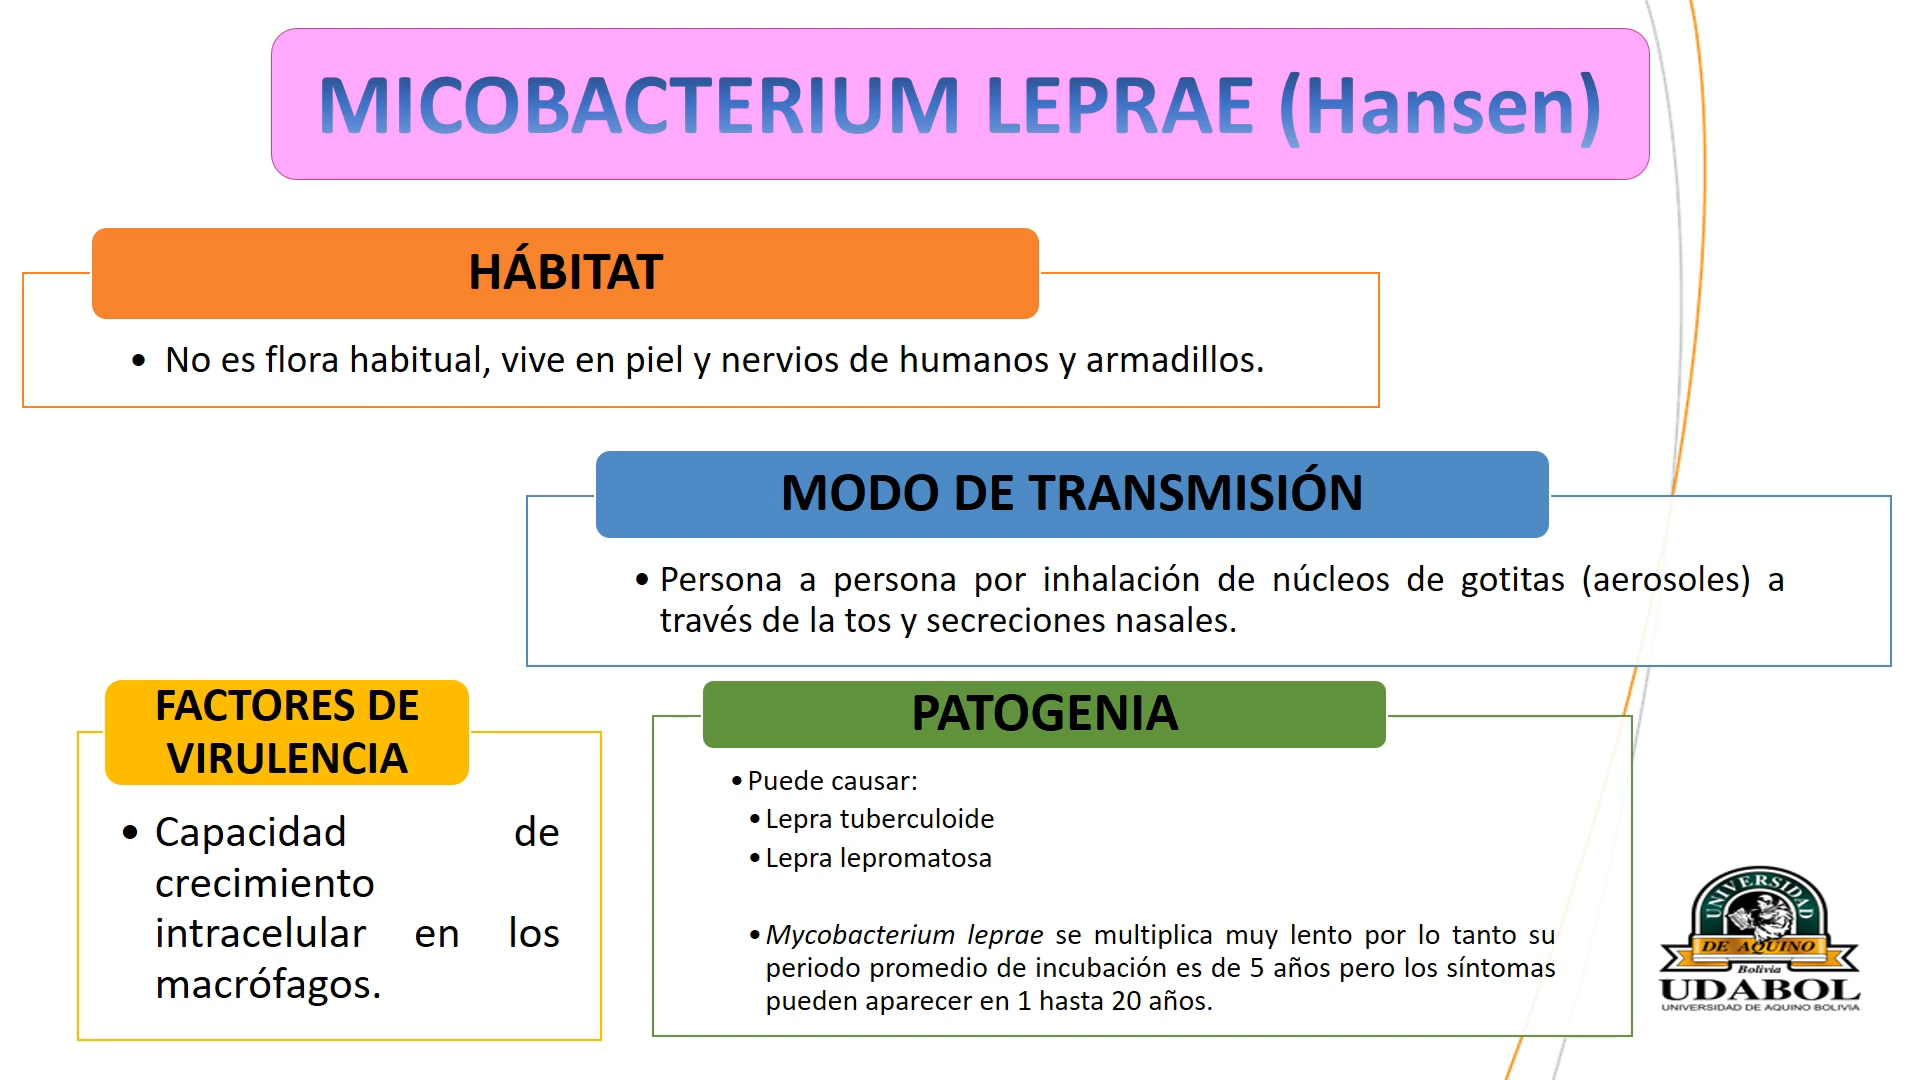 MICOBACTERIUM LEPRAE (Hansen)
HÁBITAT
• No es flora habitual, vive en piel y nervios de humanos y armadillos.
MODO DE TRANSMISIÓN
• Persona a persona por inhalación de núcleos de gotitas (aerosoles) a
través de la tos y secreciones nasales.
FACTORES DE
VIRULENCIA
• Capacidad de
crecimiento
intracelular en los
macrófagos.
PATOGENIA
• Puede causar:
• Lepra tuberculoide
• Lepra lepromatosa
• Mycobacterium leprae se multiplica muy lento por lo tanto su
periodo promedio de incubación es de 5 años pero los síntomas
pueden aparecer en 1 hasta 20 años.
UNIVERSIDAD
DE AQUINO
Bolivia
UDABOL
UNIVERSIDAD DE AQUINO BOLIVIA